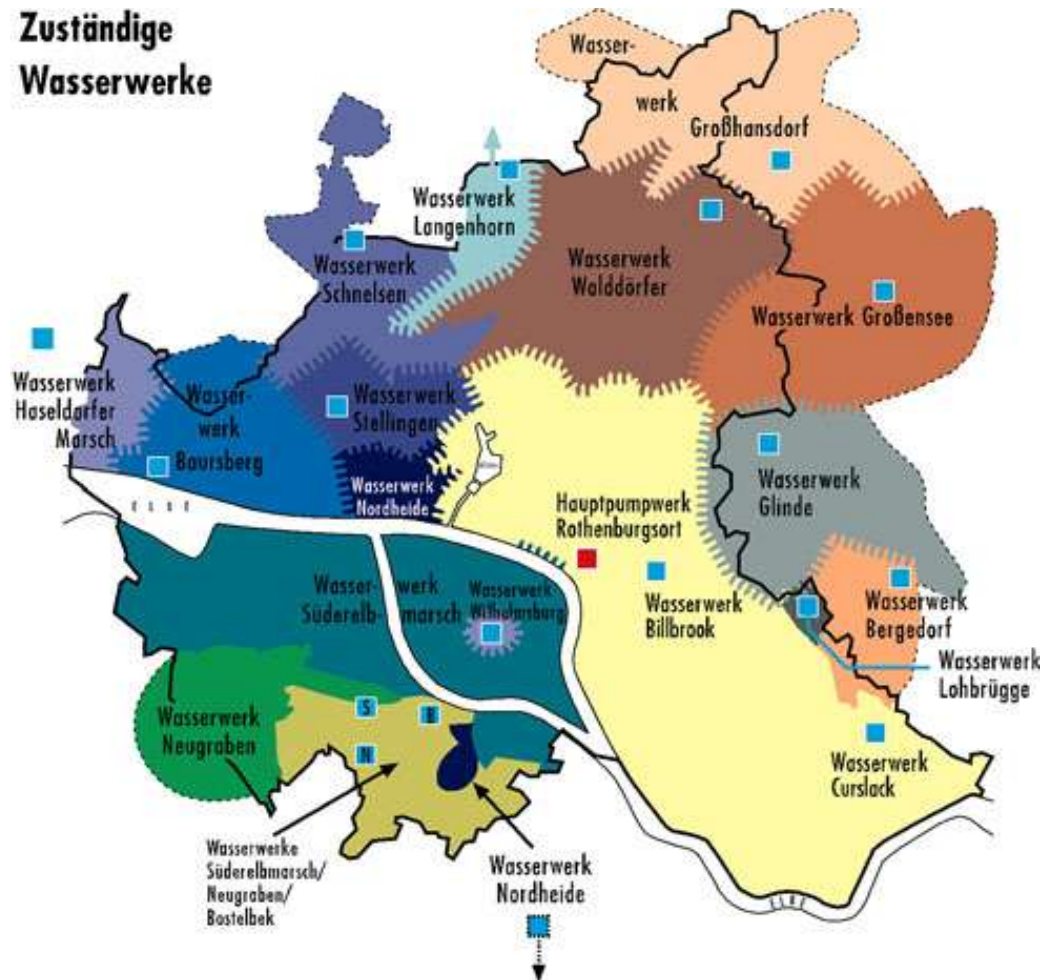 Zuständige
Wasserwerke
Wasser-
werk
Großhansdorf
Wasserwerk
Langenhorn
Wasserwerk
Schnelsen
Wasserwerk
Walddörfer
Wasserwerk Großensee
Wasserwerk
Haseldorfer
Marsch
Wasser-
werk
Baursberg
Wasserwerk
Stellingen
Wasserwerk
Nordheide
Wasserwerk
Glinde
ELBE
Hauptpumpwerk
Rothenburgsort
Wasserwerk
Billbrook
Wasser- werk
Süderelb- marsch
Wasserwerk
Wilhelmsburg
Wasserwerk
Bergedorf
Wasserwerk
Lohbrügge
Wasserwerk
Neugraben
S
B
N
Wasserwerk
Curslack
Wasserwerke
Süderelbmarsch/
Neugraben/
Bostelbek
Wasserwerk
Nordheide
ELBE